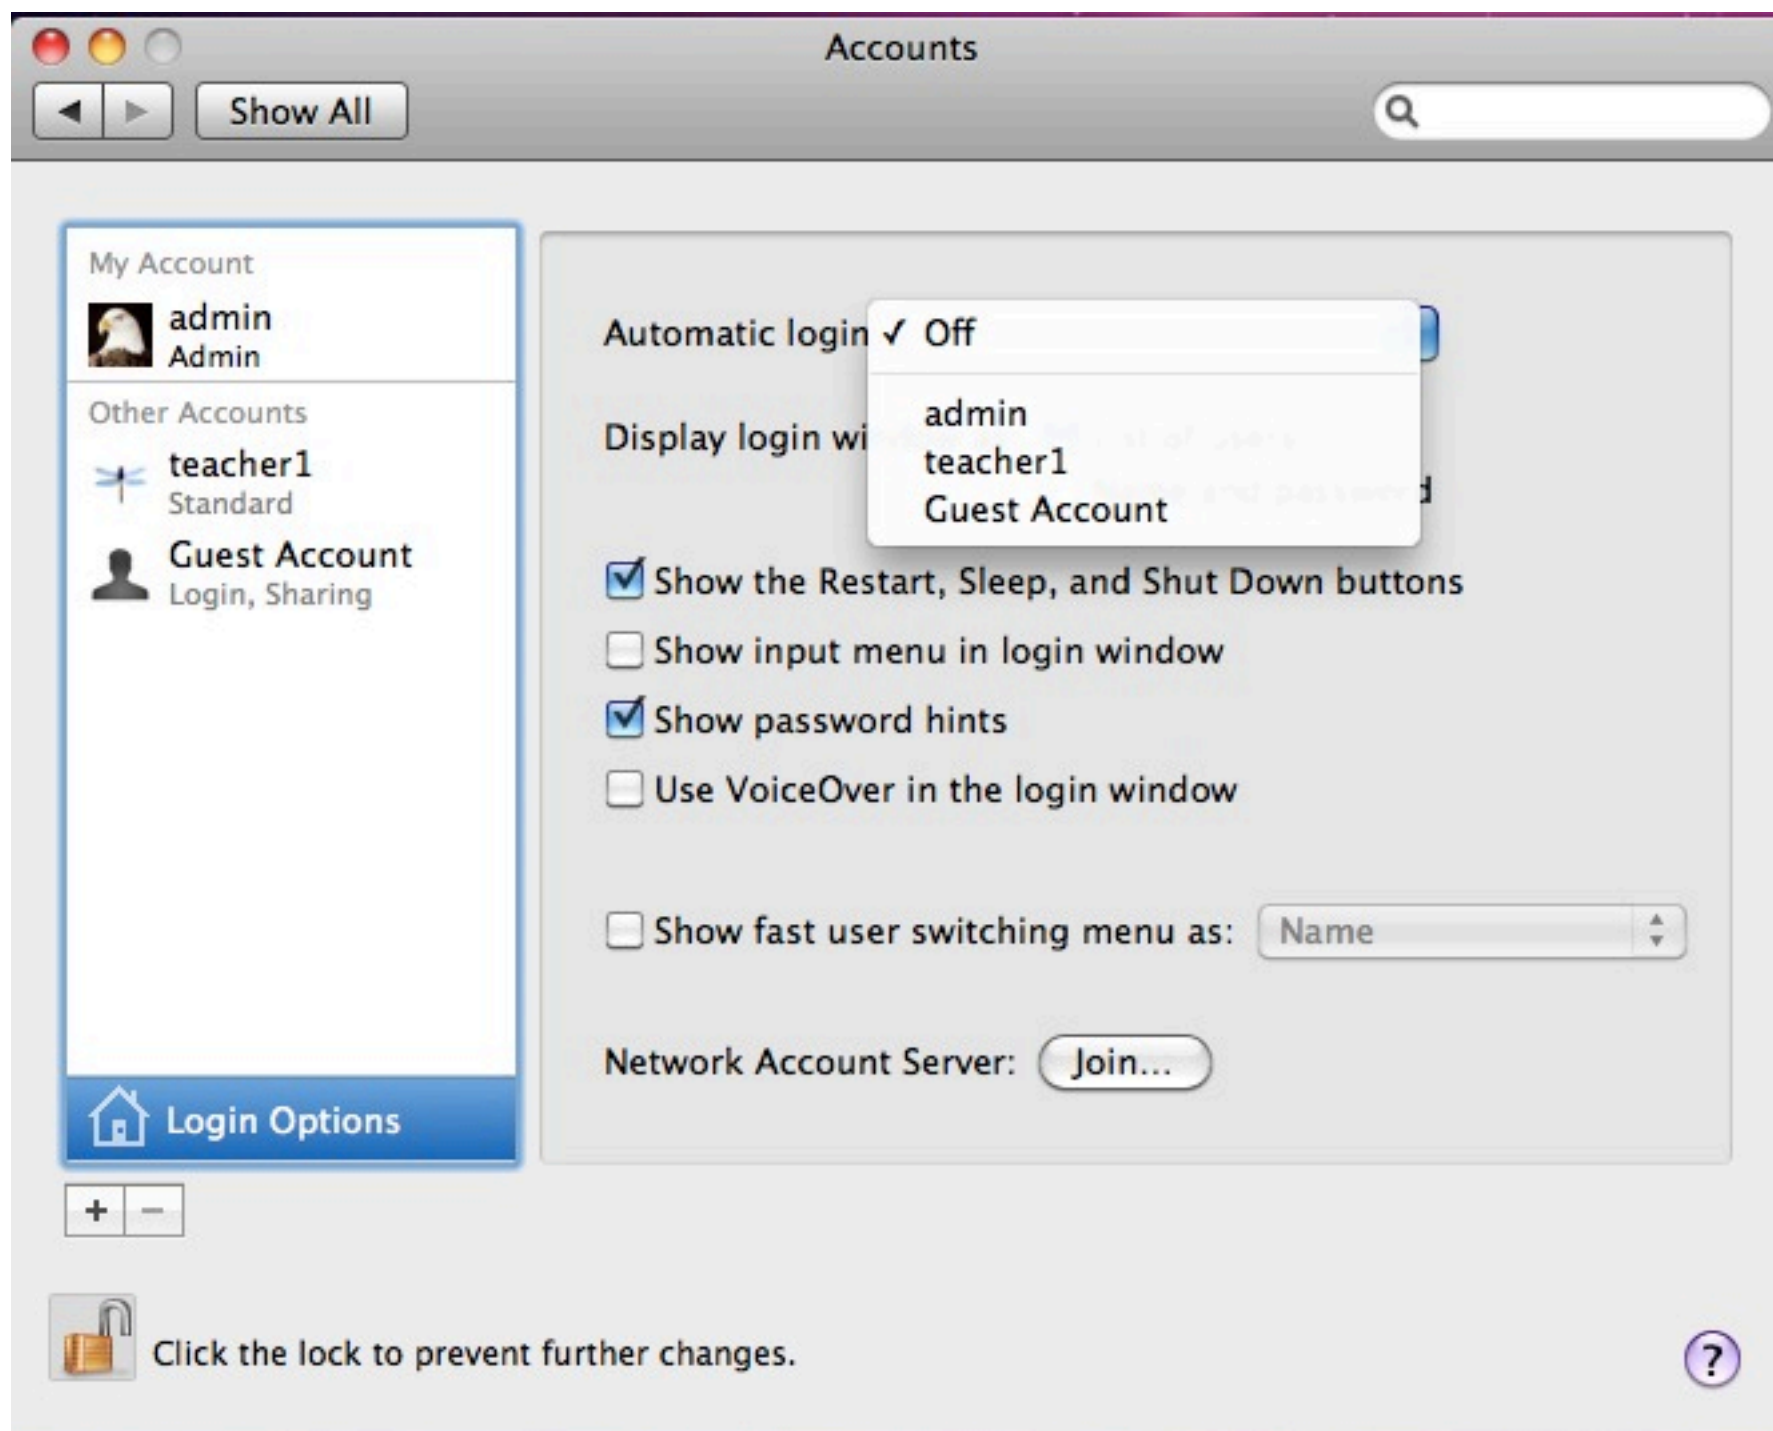 Accounts
Show All
My Account
admin
Admin
Other Accounts
teacher1
Standard
Guest Account
Login, Sharing
Login Options
Automatic login
✓ Off
admin
teacher1
Guest Account
Display login wi
Show the Restart, Sleep, and Shut Down buttons
Show input menu in login window
Show password hints
Use VoiceOver in the login window
Show fast user switching menu as: Name
Network Account Server: Join...
+ −
Click the lock to prevent further changes.
?